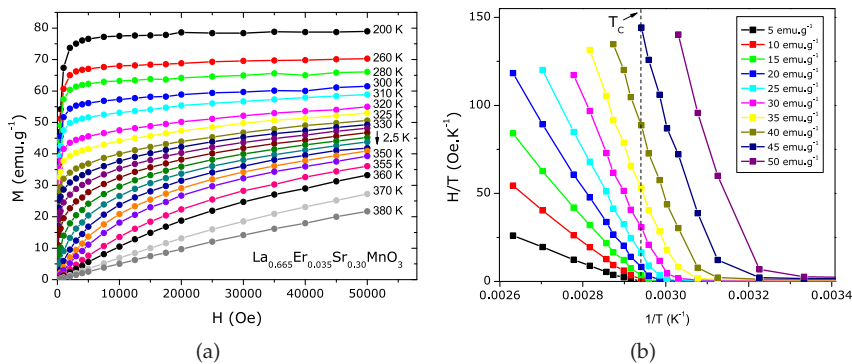 80
70
60
50
40
30
20
10
0
M (emu.g⁻¹)
200 K
260 K
280 K
300 K
310 K
320 K
325 K
330 K
2,5 K
350 K
355 K
360 K
370 K
380 K
La₀.₆₆₅Er₀.₀₃₅Sr₀.₃₀MnO₃
0 10000 20000 30000 40000 50000
H (Oe)
(a)
150
100
50
0
H/T (Oe.K⁻¹)
T_C
5 emu.g⁻¹
10 emu.g⁻¹
15 emu.g⁻¹
20 emu.g⁻¹
25 emu.g⁻¹
30 emu.g⁻¹
35 emu.g⁻¹
40 emu.g⁻¹
45 emu.g⁻¹
50 emu.g⁻¹
0.0026 0.0028 0.0030 0.0032 0.0034
1/T (K⁻¹)
(b)